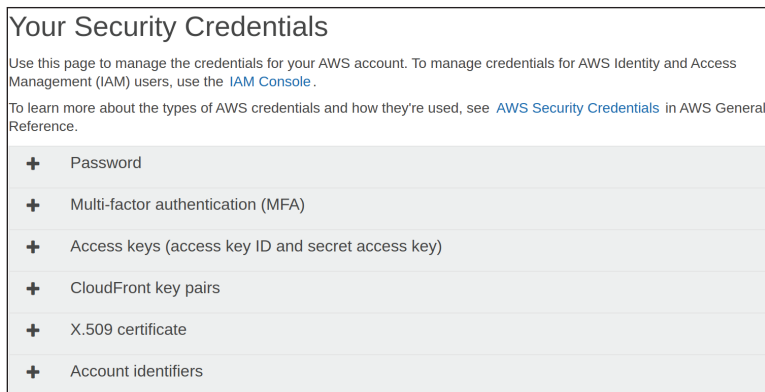 Your Security Credentials
Use this page to manage the credentials for your AWS account. To manage credentials for AWS Identity and Access
Management (IAM) users, use the IAM Console.
To learn more about the types of AWS credentials and how they're used, see AWS Security Credentials in AWS General
Reference.
Password
Multi-factor authentication (MFA)
Access keys (access key ID and secret access key)
CloudFront key pairs
X.509 certificate
Account identifiers